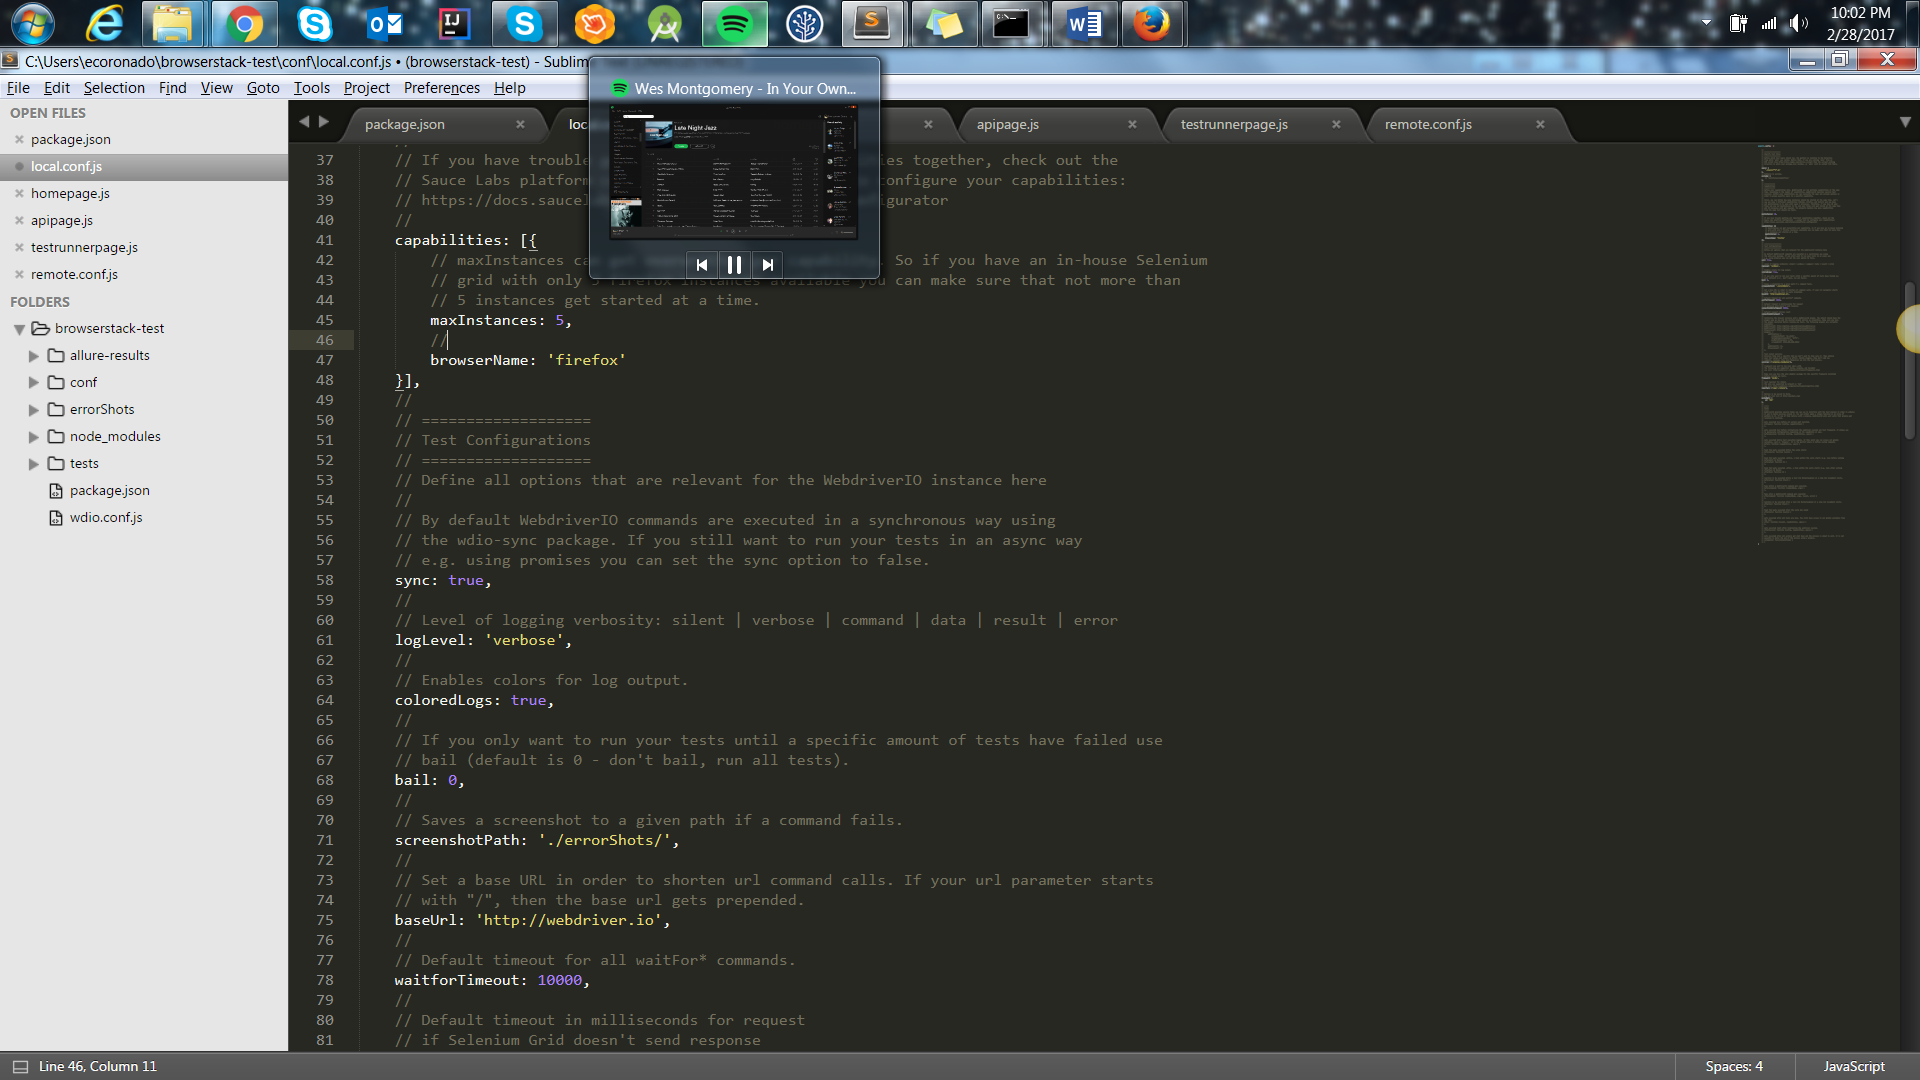 10:02 PM
2/28/2017
C:\Users\ecoronado\browserstack-test\conf\local.conf.js • (browserstack-test) - Sublim
File Edit Selection Find View Goto Tools Project Preferences Help
Wes Montgomery - In Your Own...
Late Night Jazz
OPEN FILES
package.json
local.conf.js
homepage.js
apipage.js
testrunnerpage.js
remote.conf.js
FOLDERS
browserstack-test
allure-results
conf
errorShots
node_modules
tests
package.json
wdio.conf.js
package.json
loc
apipage.js
testrunnerpage.js
remote.conf.js
37 // If you have trouble ies together, check out the
38 // Sauce Labs platform configure your capabilities:
39 // https://docs.saucel igurator
40 //
41 capabilities: [{
42 // maxInstances ca So if you have an in-house Selenium
43 // grid with only 5 firefox instances available you can make sure that not more than
44 // 5 instances get started at a time.
45 maxInstances: 5,
46 //
47 browserName: 'firefox'
48 }],
49 //
50 // ===================
51 // Test Configurations
52 // ===================
53 // Define all options that are relevant for the WebdriverIO instance here
54 //
55 // By default WebdriverIO commands are executed in a synchronous way using
56 // the wdio-sync package. If you still want to run your tests in an async way
57 // e.g. using promises you can set the sync option to false.
58 sync: true,
59 //
60 // Level of logging verbosity: silent | verbose | command | data | result | error
61 logLevel: 'verbose',
62 //
63 // Enables colors for log output.
64 coloredLogs: true,
65 //
66 // If you only want to run your tests until a specific amount of tests have failed use
67 // bail (default is 0 - don't bail, run all tests).
68 bail: 0,
69 //
70 // Saves a screenshot to a given path if a command fails.
71 screenshotPath: './errorShots/',
72 //
73 // Set a base URL in order to shorten url command calls. If your url parameter starts
74 // with "/", then the base url gets prepended.
75 baseUrl: 'http://webdriver.io',
76 //
77 // Default timeout for all waitFor* commands.
78 waitforTimeout: 10000,
79 //
80 // Default timeout in milliseconds for request
81 // if Selenium Grid doesn't send response
Line 46, Column 11
Spaces: 4
JavaScript